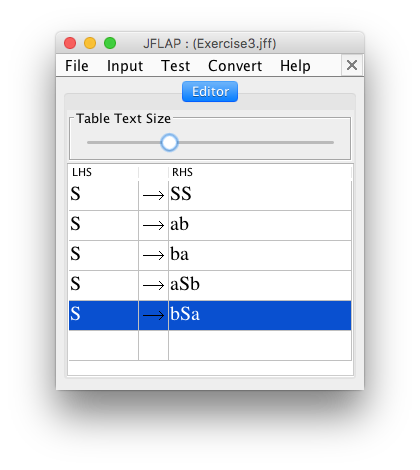 JFLAP : (Exercise3.jff)
File Input Test Convert Help
Editor
Table Text Size
LHS RHS
S → SS
S → ab
S → ba
S → aSb
S → bSa